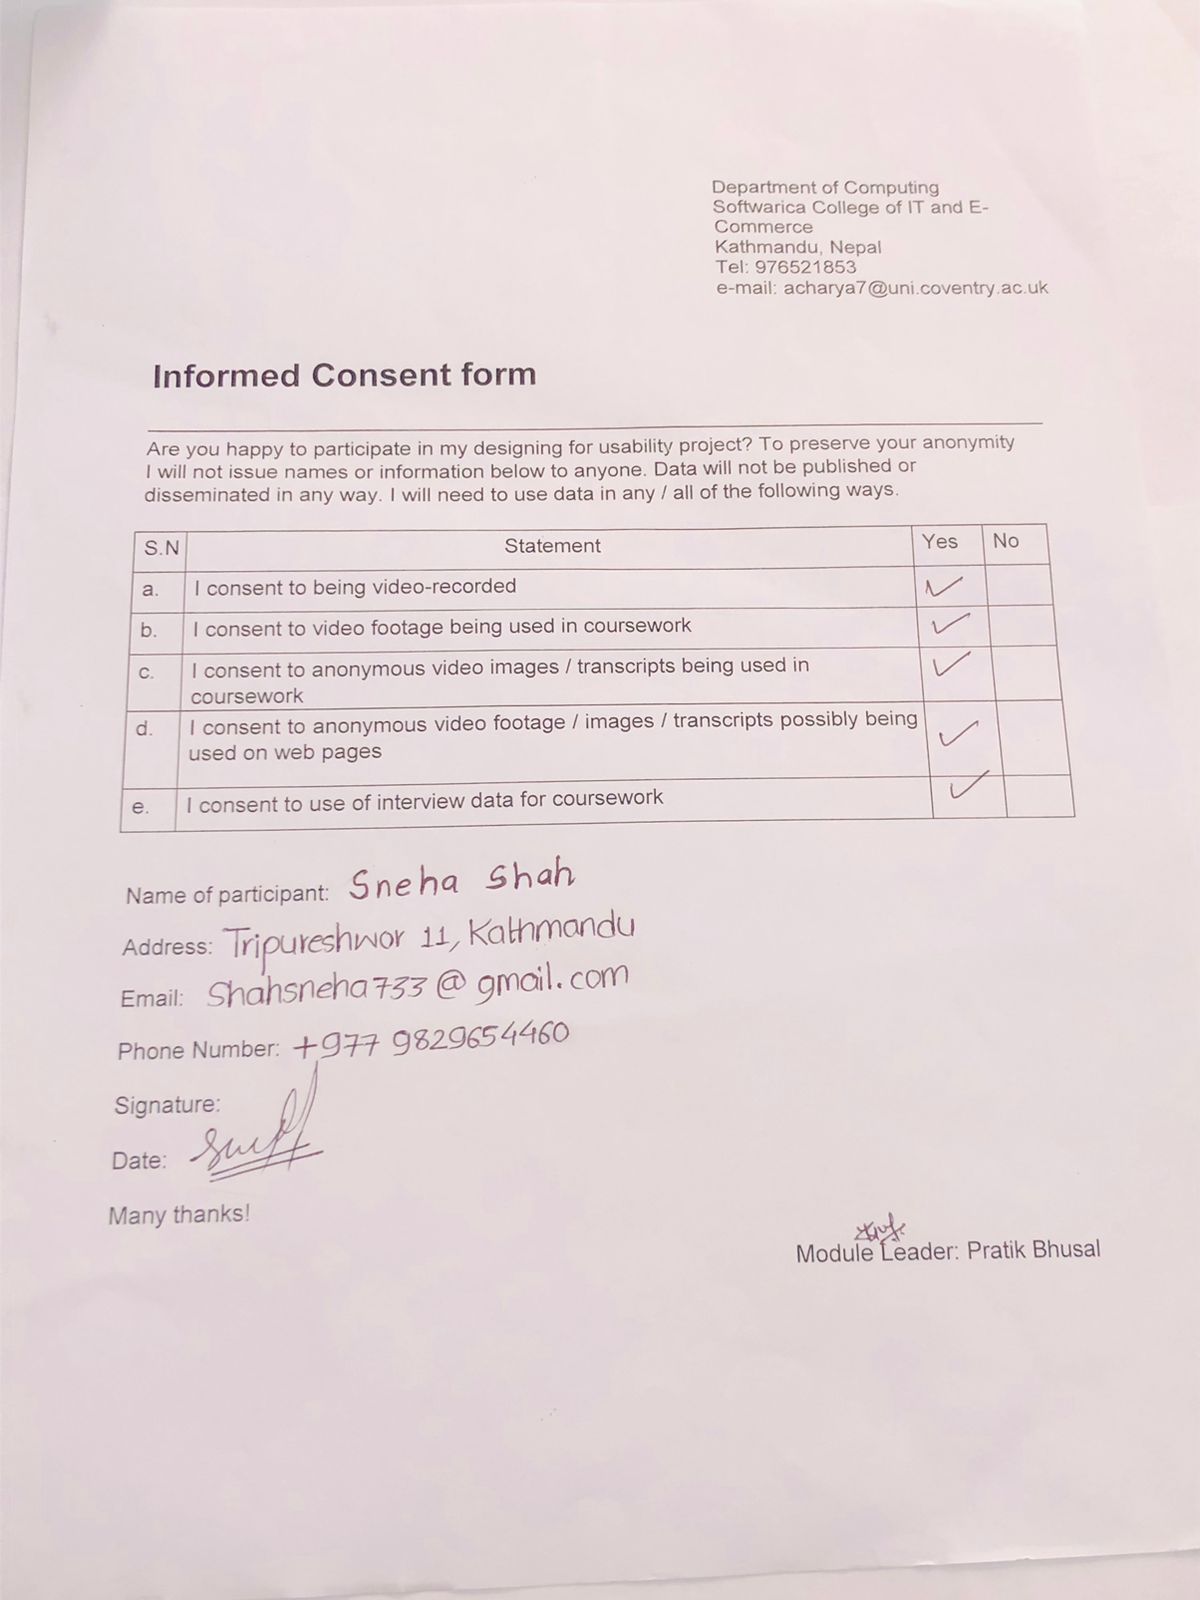 Department of Computing
Softwarica College of IT and E-
Commerce
Kathmandu, Nepal
Tel: 976521853
e-mail: acharya7@uni.coventry.ac.uk
Informed Consent form
Are you happy to participate in my designing for usability project? To preserve your anonymity
I will not issue names or information below to anyone. Data will not be published or
disseminated in any way. I will need to use data in any / all of the following ways.
S.N Statement Yes No
a. I consent to being video-recorded ✓
b. I consent to video footage being used in coursework ✓
c. I consent to anonymous video images / transcripts being used in
coursework ✓
d. I consent to anonymous video footage / images / transcripts possibly being
used on web pages ✓
e. I consent to use of interview data for coursework ✓
Name of participant: Sneha Shah
Address: Tripureshwor 11, Kathmandu
Email: Shahsneha733@gmail.com
Phone Number: +977 9829654460
Signature:
Date:
Many thanks!
Module Leader: Pratik Bhusal